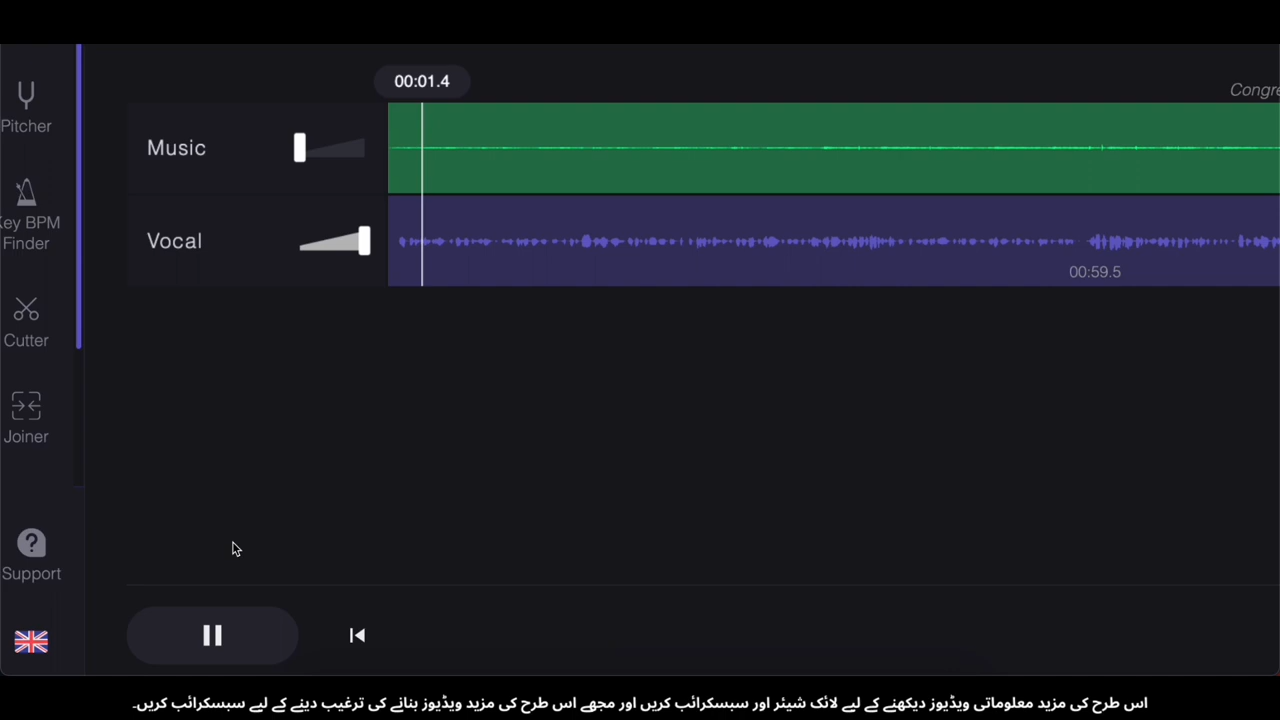 00:01.4
Pitcher
Music
Key BPM
Finder
Vocal
00:59.5
Cutter
Joiner
Support
اس طرح کی مزید معلوماتی ویڈیوز دیکھنے کے لیے لائک شیئر اور سبسکرائب کریں اور مجھے اس طرح کی مزید ویڈیوز بنانے کی ترغیب دینے کے لیے سبسکرائب کریں۔